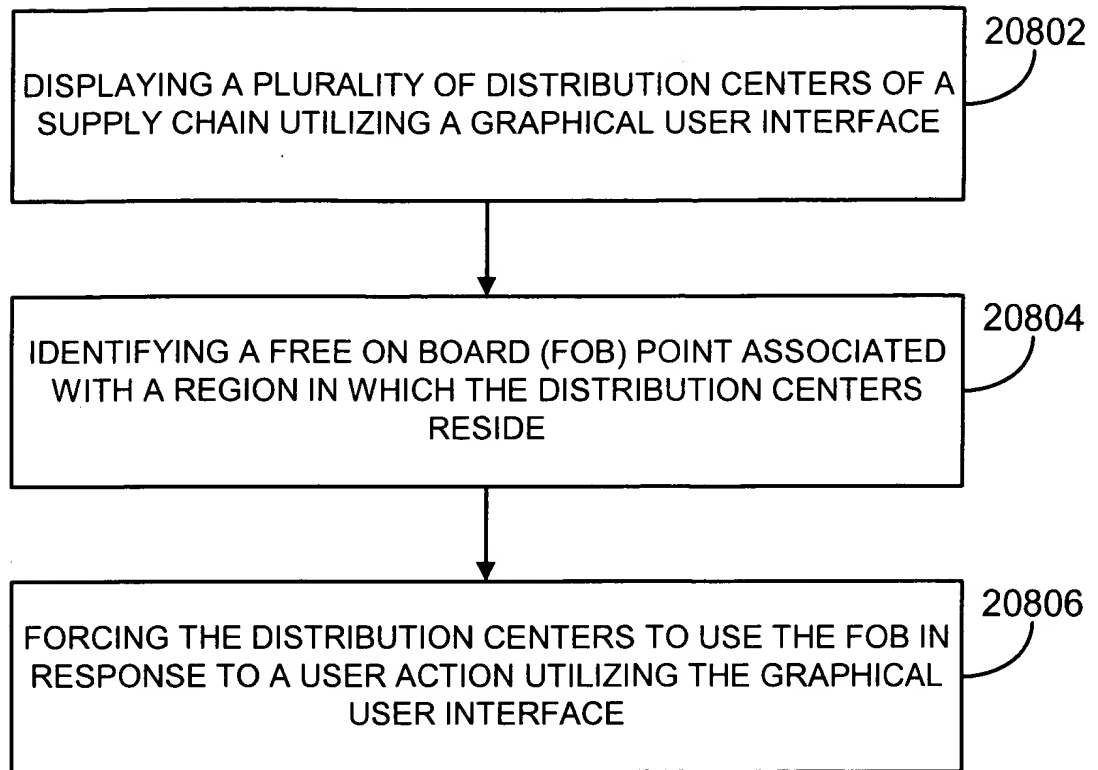 20802
DISPLAYING A PLURALITY OF DISTRIBUTION CENTERS OF A
SUPPLY CHAIN UTILIZING A GRAPHICAL USER INTERFACE
20804
IDENTIFYING A FREE ON BOARD (FOB) POINT ASSOCIATED
WITH A REGION IN WHICH THE DISTRIBUTION CENTERS
RESIDE
20806
FORCING THE DISTRIBUTION CENTERS TO USE THE FOB IN
RESPONSE TO A USER ACTION UTILIZING THE GRAPHICAL
USER INTERFACE